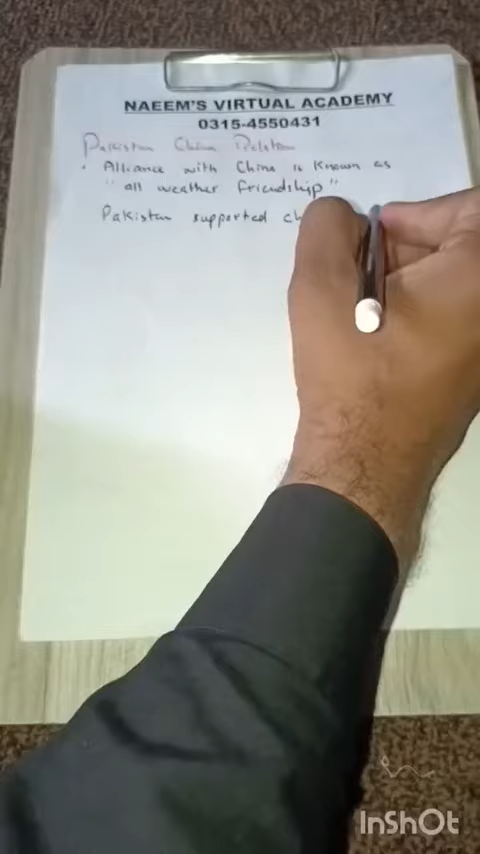 NAEEM'S VIRTUAL ACADEMY
0315-4550431
Pakistan China Relation
• Alliance with China is known as
"all weather friendship"
Pakistan supported ch
InShOt